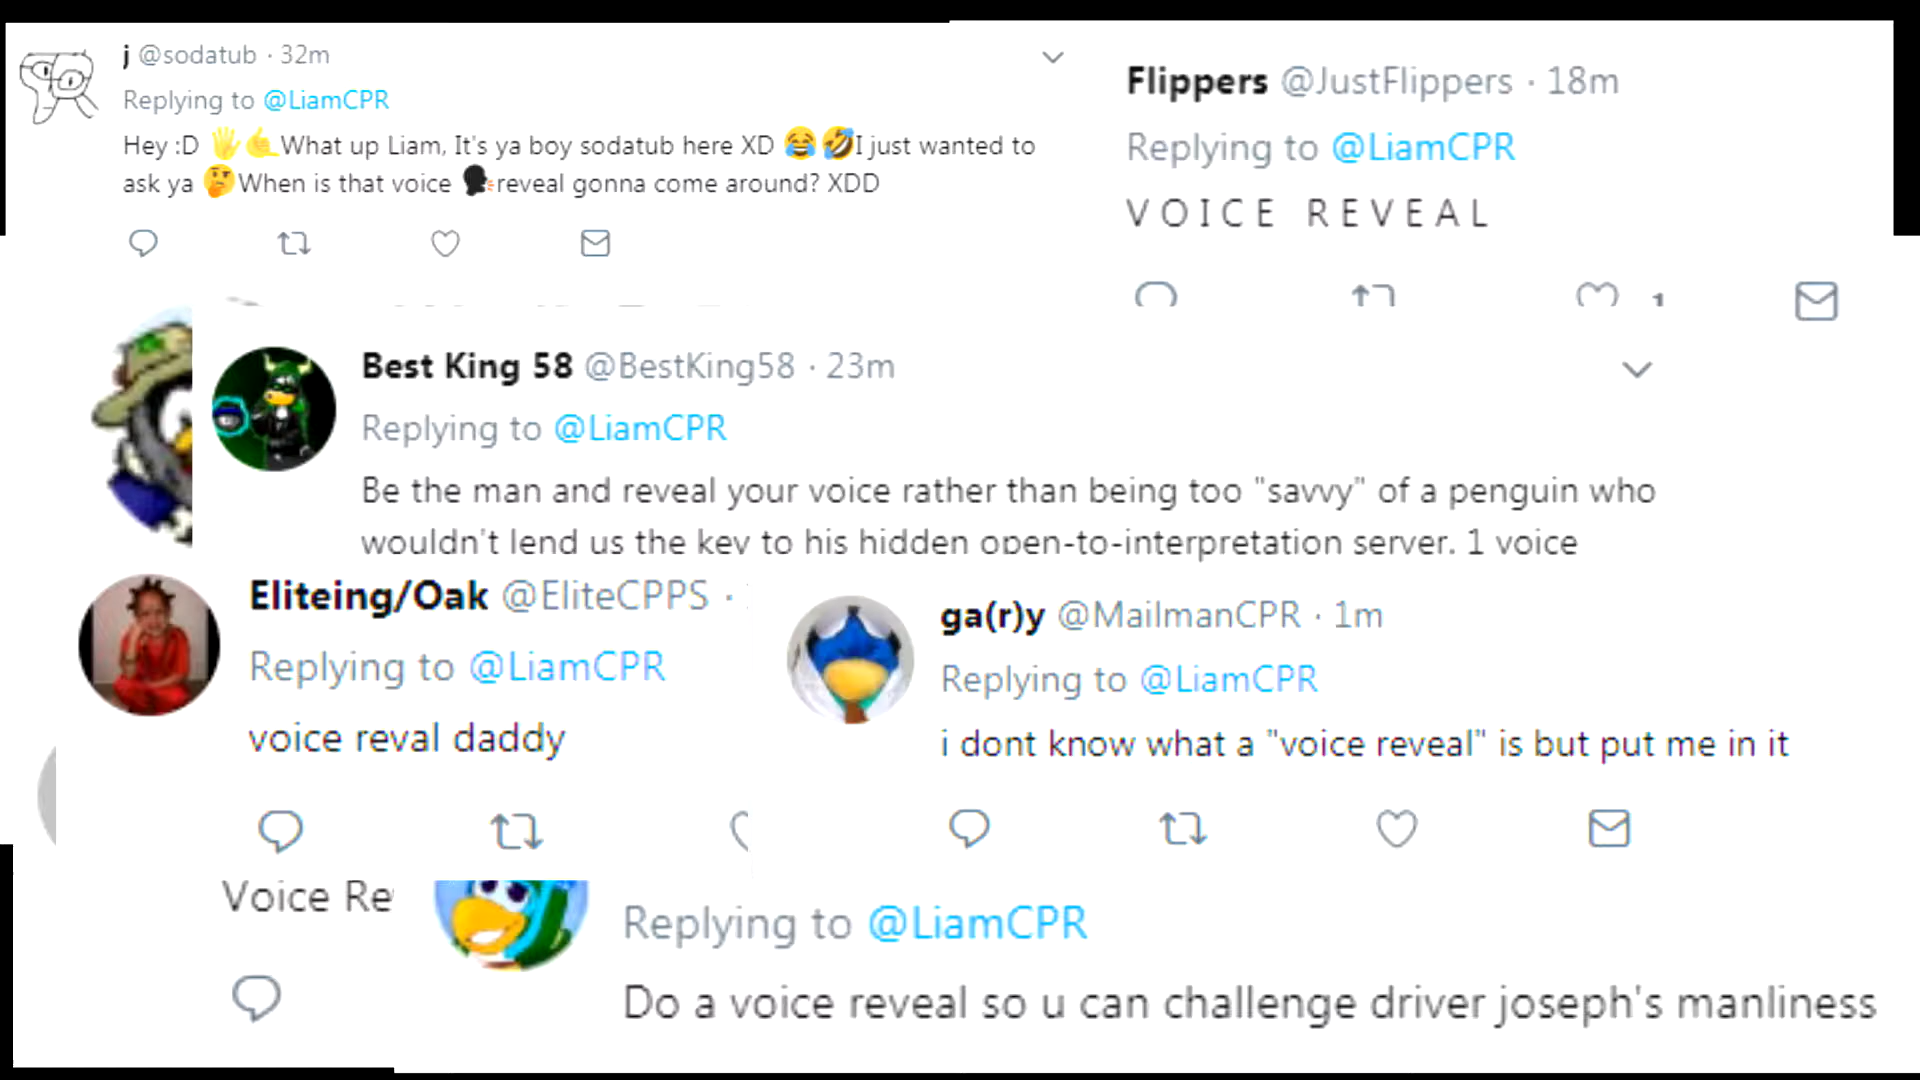 j @sodatub · 32m
Replying to @LiamCPR
Hey :D 🖐🤙What up Liam, It's ya boy sodatub here XD 😂🤣I just wanted to
ask ya 🤔When is that voice 🗣reveal gonna come around? XDD
Flippers @JustFlippers · 18m
Replying to @LiamCPR
V O I C E   R E V E A L
1
Best King 58 @BestKing58 · 23m
Replying to @LiamCPR
Be the man and reveal your voice rather than being too "savvy" of a penguin who
wouldn't lend us the key to his hidden open-to-interpretation server. 1 voice
Eliteing/Oak @EliteCPPS ·
Replying to @LiamCPR
voice reval daddy
ga(r)y @MailmanCPR · 1m
Replying to @LiamCPR
i dont know what a "voice reveal" is but put me in it
Voice Re
Replying to @LiamCPR
Do a voice reveal so u can challenge driver joseph's manliness